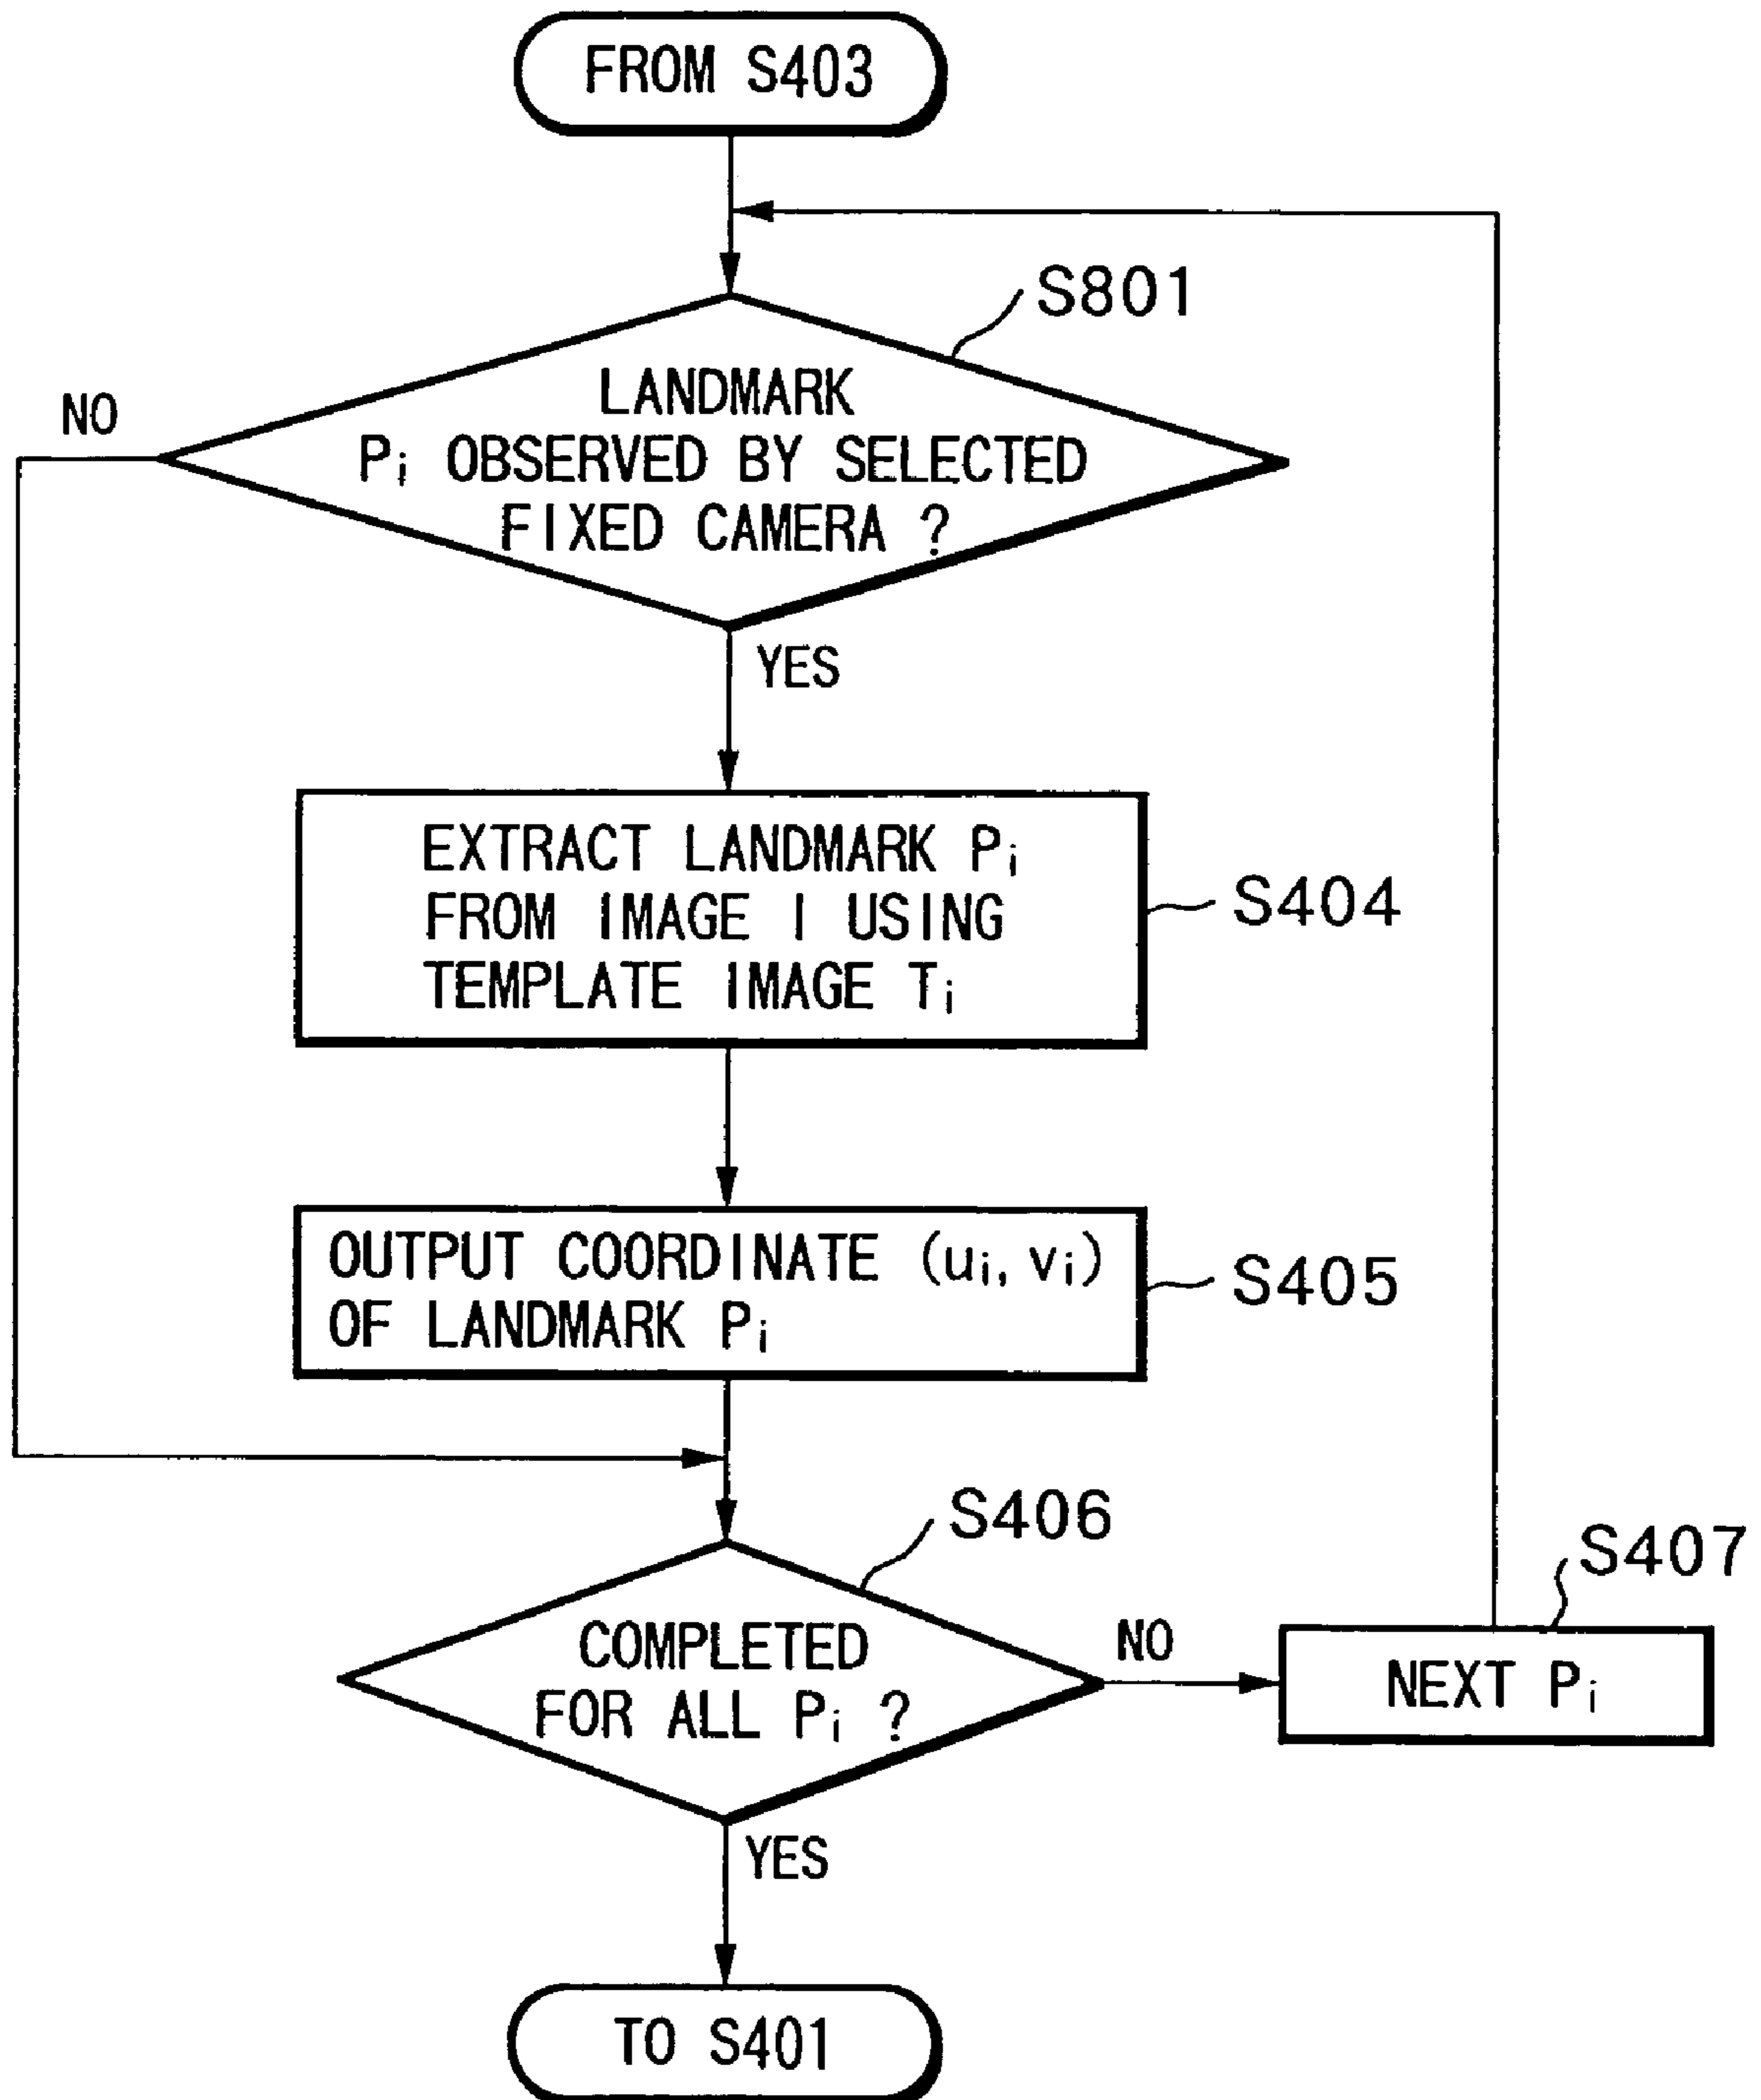 FROM S403
S801
LANDMARK
Pi OBSERVED BY SELECTED
FIXED CAMERA ?
NO
YES
EXTRACT LANDMARK Pi
FROM IMAGE I USING
TEMPLATE IMAGE Ti
S404
OUTPUT COORDINATE (ui, vi)
OF LANDMARK Pi
S405
S406
COMPLETED
FOR ALL Pi ?
NO
S407
NEXT Pi
YES
TO S401